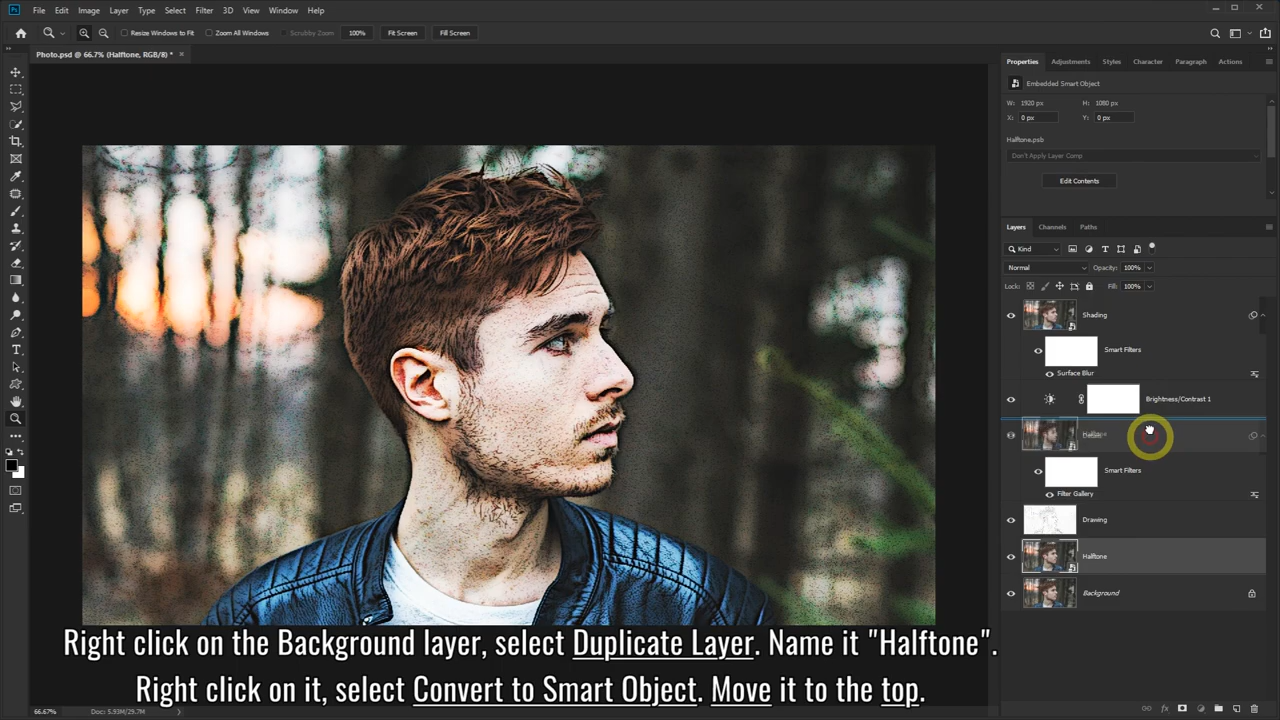 File Edit Image Layer Type Select Filter 3D View Window Help
Resize Windows to Fit Zoom All Windows Scrubby Zoom 100% Fit Screen Fill Screen
Photo.psd @ 66.7% (Halftone, RGB/8) *
Properties Adjustments Styles Character Paragraph Actions
Embedded Smart Object
W: 1920 px H: 1080 px
X: 0 px Y: 0 px
Halftone.psb
Don't Apply Layer Comp
Edit Contents
Layers Channels Paths
Kind
Normal Opacity: 100%
Lock: Fill: 100%
Shading
Smart Filters
Surface Blur
Brightness/Contrast 1
Smart Filters
Filter Gallery
Drawing
Halftone
Background
Right click on the Background layer, select Duplicate Layer. Name it "Halftone".
Right click on it, select Convert to Smart Object. Move it to the top.
66.67% Doc: 5.93M/29.7M